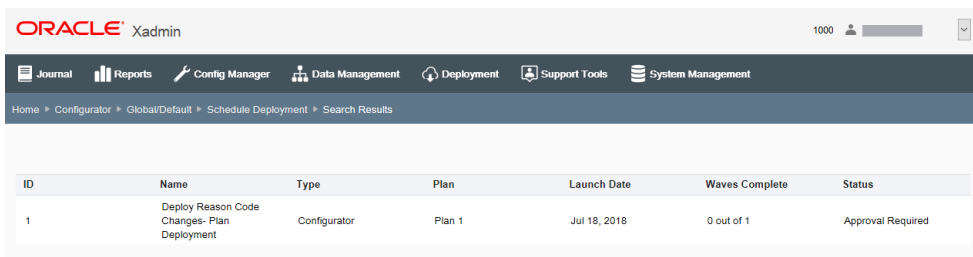 ORACLE® Xadmin
1000
Journal Reports Config Manager Data Management Deployment Support Tools System Management
Home ▸ Configurator ▸ Global/Default ▸ Schedule Deployment ▸ Search Results
ID Name Type Plan Launch Date Waves Complete Status
Deploy Reason Code
1 Changes- Plan Configurator Plan 1 Jul 18, 2018 0 out of 1 Approval Required
Deployment